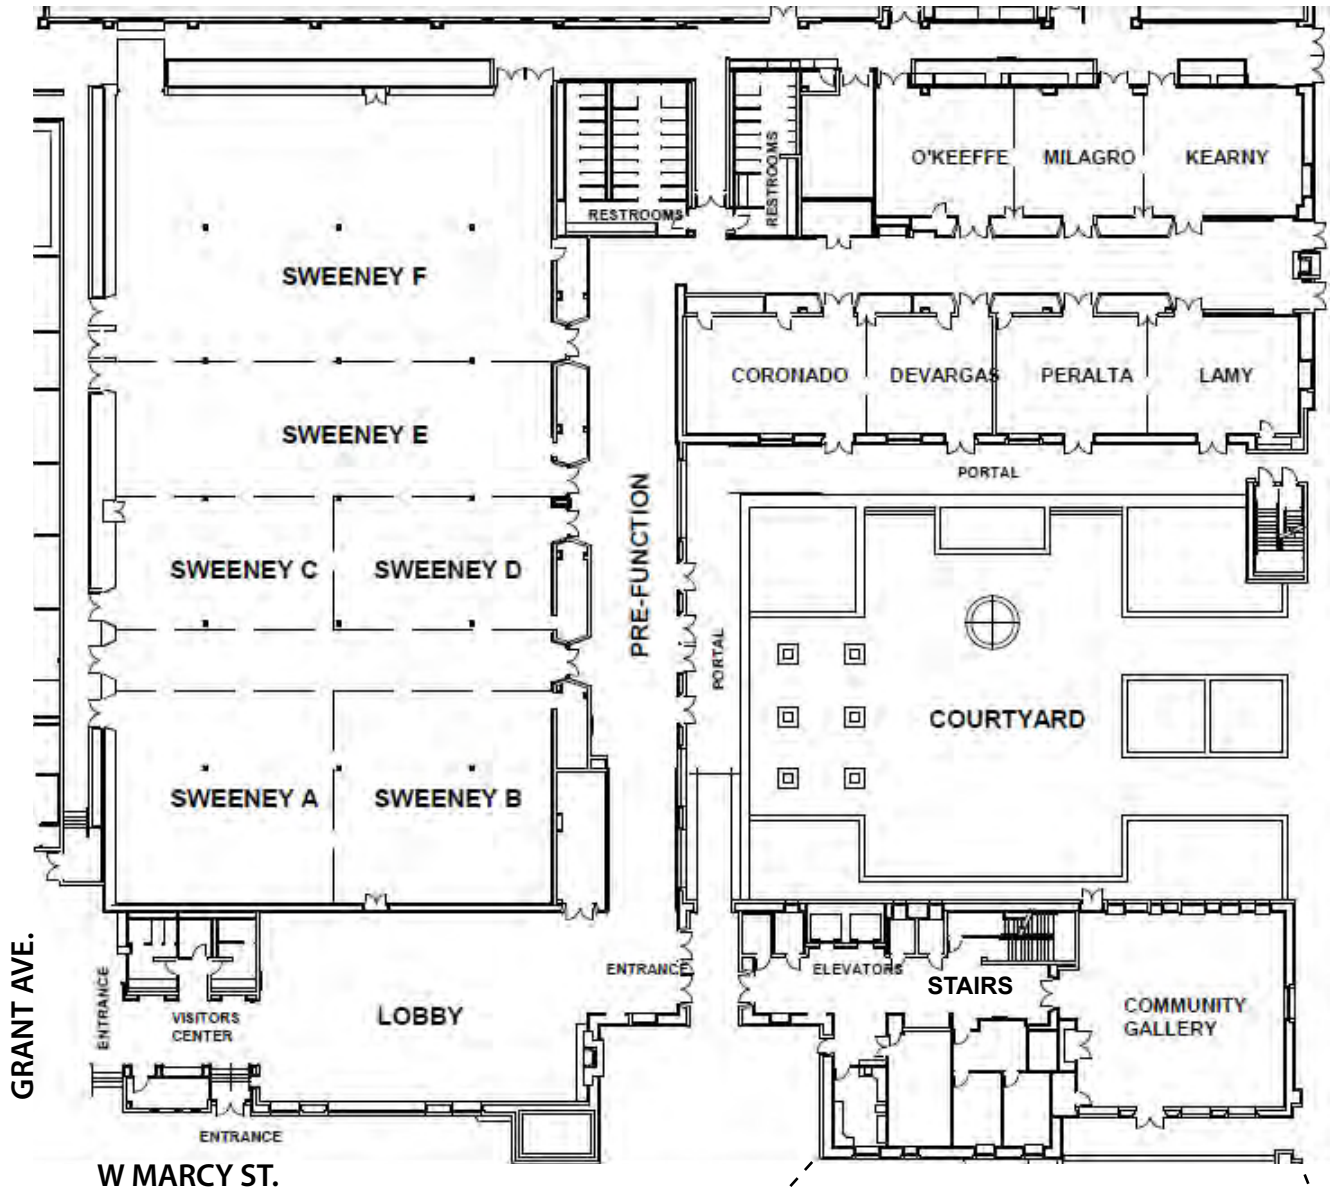 O'KEEFFE MILAGRO KEARNY
RESTROOMS
RESTROOMS
SWEENEY F
CORONADO DEVARGAS PERALTA LAMY
SWEENEY E
PORTAL
PRE-FUNCTION
SWEENEY C SWEENEY D
PORTAL
COURTYARD
SWEENEY A SWEENEY B
GRANT AVE.
ENTRANCE
ENTRANCE
ELEVATORS
STAIRS
VISITORS
CENTER
LOBBY
COMMUNITY
GALLERY
ENTRANCE
W MARCY ST.